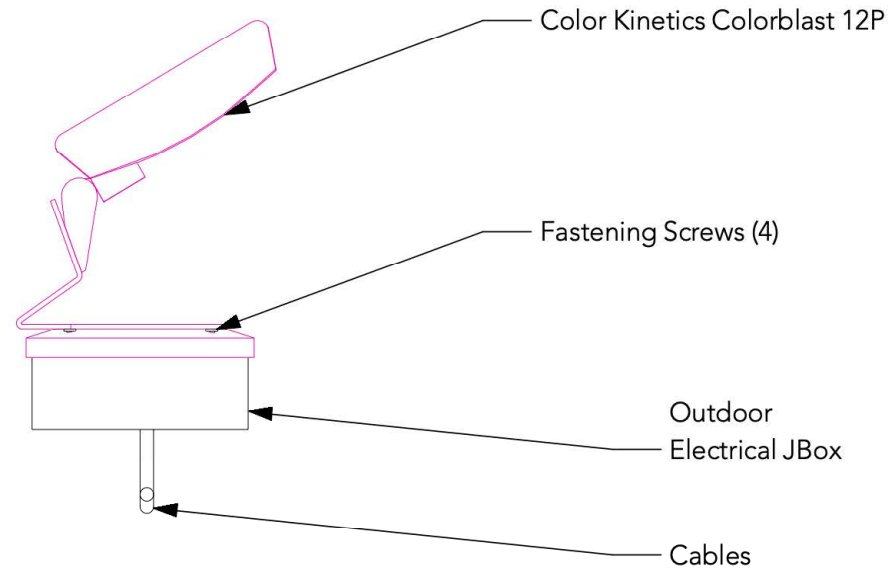 Color Kinetics Colorblast 12P
Fastening Screws (4)
Outdoor
Electrical JBox
Cables